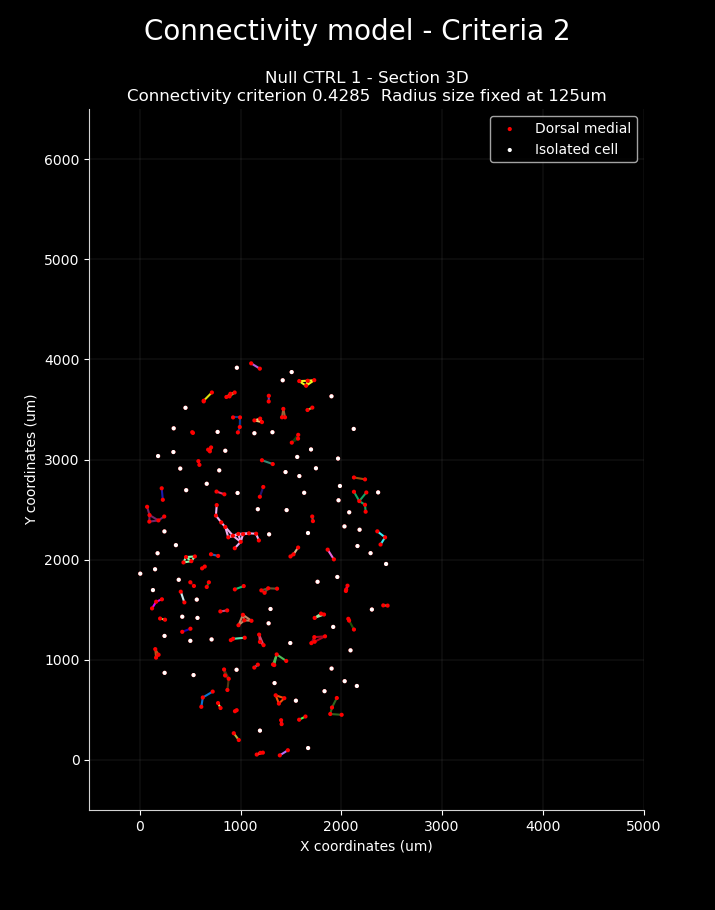 Connectivity model - Criteria 2
Null CTRL 1 - Section 3D
Connectivity criterion 0.4285  Radius size fixed at 125um
Dorsal medial
Isolated cell
6000
5000
4000
3000
2000
1000
0
Y coordinates (um)
0 1000 2000 3000 4000 5000
X coordinates (um)